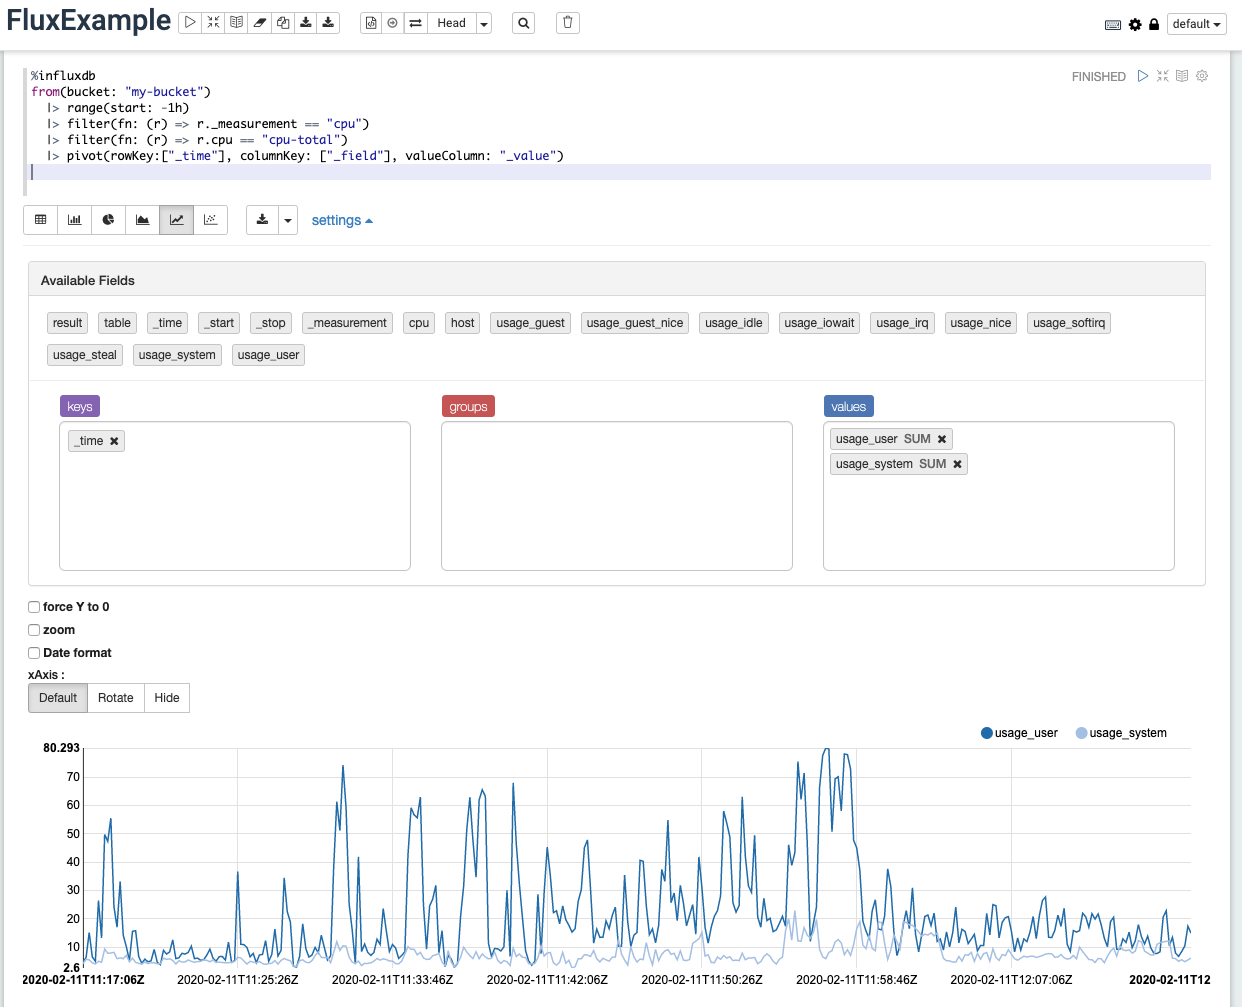 FluxExample Head default
%influxdb FINISHED
from(bucket: "my-bucket")
|> range(start: -1h)
|> filter(fn: (r) => r._measurement == "cpu")
|> filter(fn: (r) => r.cpu == "cpu-total")
|> pivot(rowKey:["_time"], columnKey: ["_field"], valueColumn: "_value")
settings
Available Fields
result table _time _start _stop _measurement cpu host usage_guest usage_guest_nice usage_idle usage_iowait usage_irq usage_nice usage_softirq
usage_steal usage_system usage_user
keys groups values
_time ✖ usage_user SUM ✖
usage_system SUM ✖
force Y to 0
zoom
Date format
xAxis :
Default Rotate Hide
usage_user usage_system
80.293
70
60
50
40
30
20
10
2.6
2020-02-11T11:17:06Z 2020-02-11T11:25:26Z 2020-02-11T11:33:46Z 2020-02-11T11:42:06Z 2020-02-11T11:50:26Z 2020-02-11T11:58:46Z 2020-02-11T12:07:06Z 2020-02-11T12